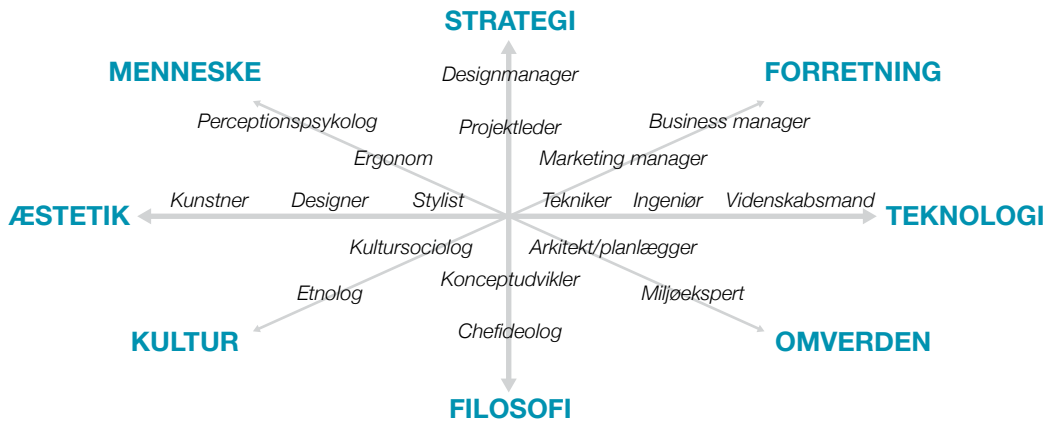 STRATEGI
MENNESKE
Designmanager
FORRETNING
Perceptionspsykolog
Projektleder
Business manager
Ergonom
Marketing manager
ÆSTETIK
Kunstner
Designer
Stylist
Tekniker
Ingeniør
Videnskabsmand
TEKNOLOGI
Kultursociolog
Arkitekt/planlægger
Konceptudvikler
Etnolog
Miljøekspert
Chefideolog
KULTUR
OMVERDEN
FILOSOFI